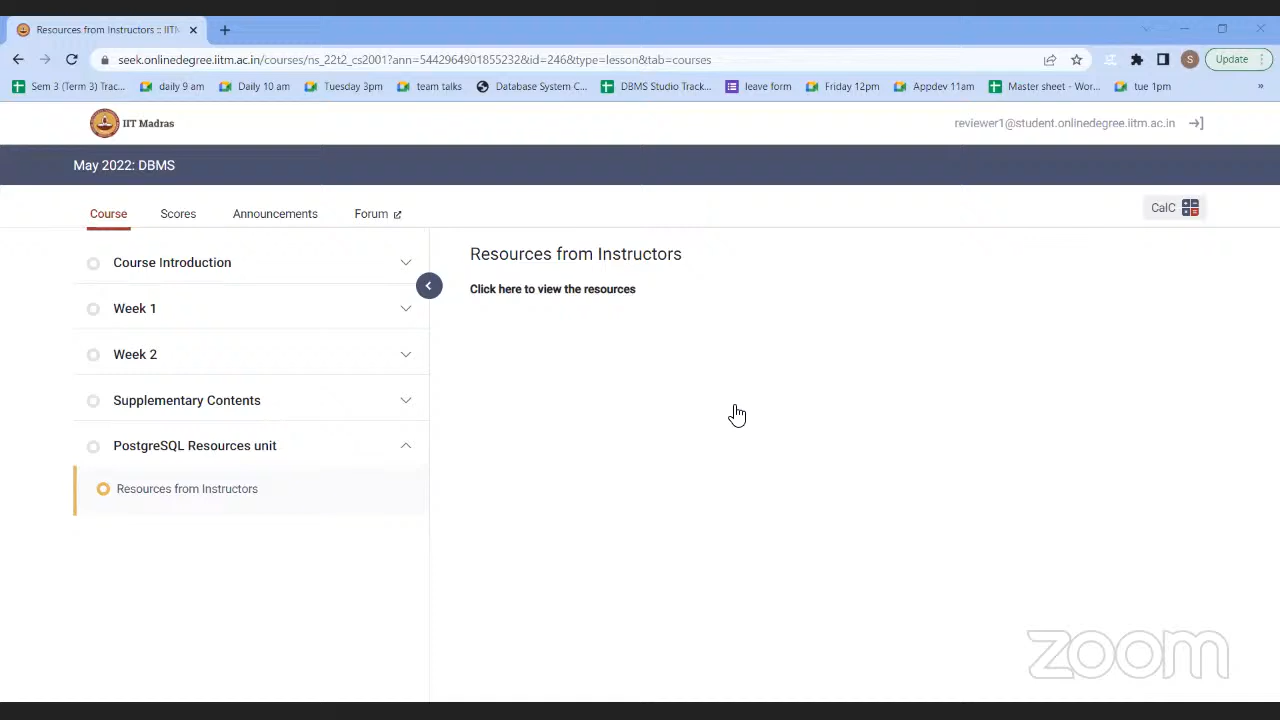 Resources from Instructors :: IITM
seek.onlinedegree.iitm.ac.in/courses/ns_22t2_cs2001?anr=544296490185523​2&id=246&type=lesson&tab=courses
Update
Tem 3 (Term 3) Trac...
daily 9 am
Daily 10 am
Tuesday 3pm
team talks
Database System C...
DBMS Studio Track...
leave form
Friday 12pm
Appdev 11am
Master sheet - Wor...
tue 1pm
»
IIT Madras
reviewer1@student.onlinedegree.iitm.ac.in
May 2022: DBMS
Course
Scores
Announcements
Forum
CalC
Course Introduction
Week 1
Week 2
Supplementary Contents
PostgreSQL Resources unit
Resources from Instructors
Resources from Instructors
Click here to view the resources
S
zoom